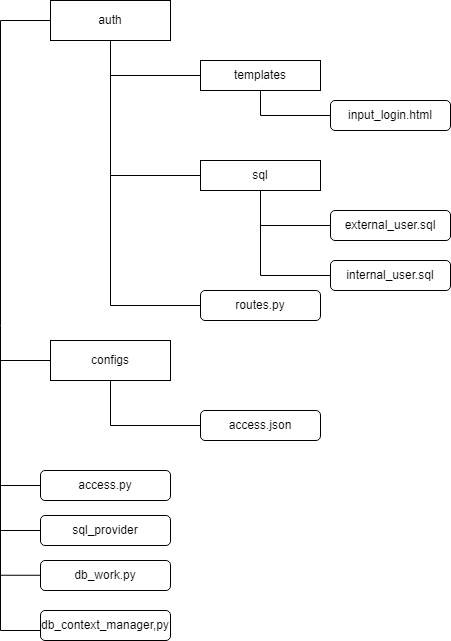 auth
templates
input_login.html
sql
external_user.sql
internal_user.sql
routes.py
configs
access.json
access.py
sql_provider
db_work.py
db_context_manager,py